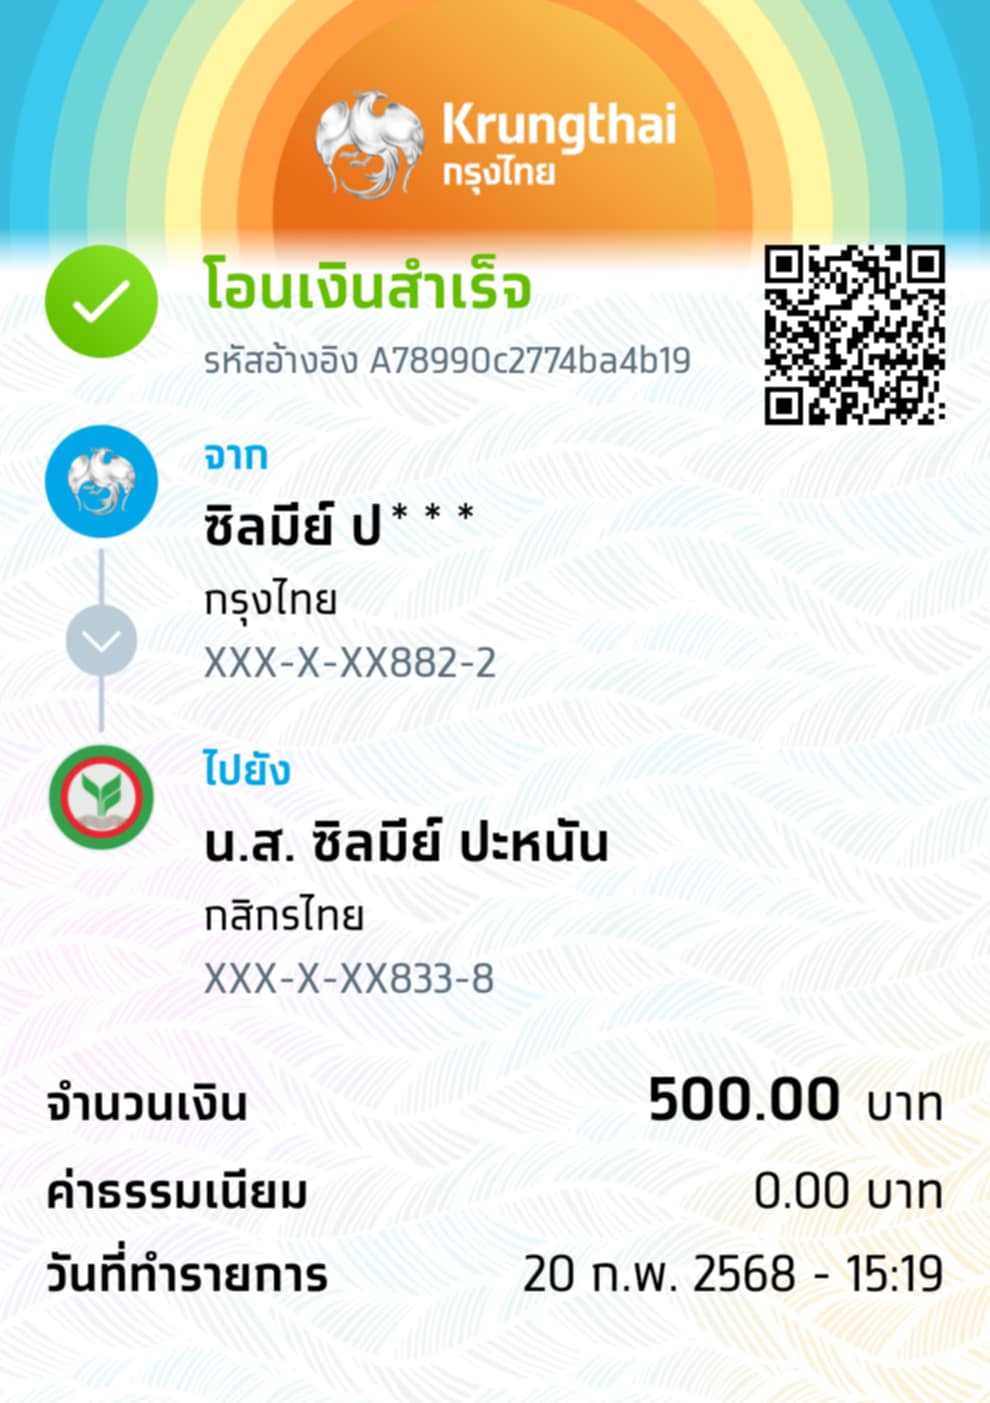 Krungthai
กรุงไทย
โอนเงินสำเร็จ
รหัสอ้างอิง A78990c2774ba4b19
จาก
ซิลมีย์ ป***
กรุงไทย
XXX-X-XX882-2
ไปยัง
น.ส. ซิลมีย์ ปะหนัน
กสิกรไทย
XXX-X-XX833-8
จำนวนเงิน 500.00 บาท
ค่าธรรมเนียม 0.00 บาท
วันที่ทำรายการ 20 ก.พ. 2568 - 15:19